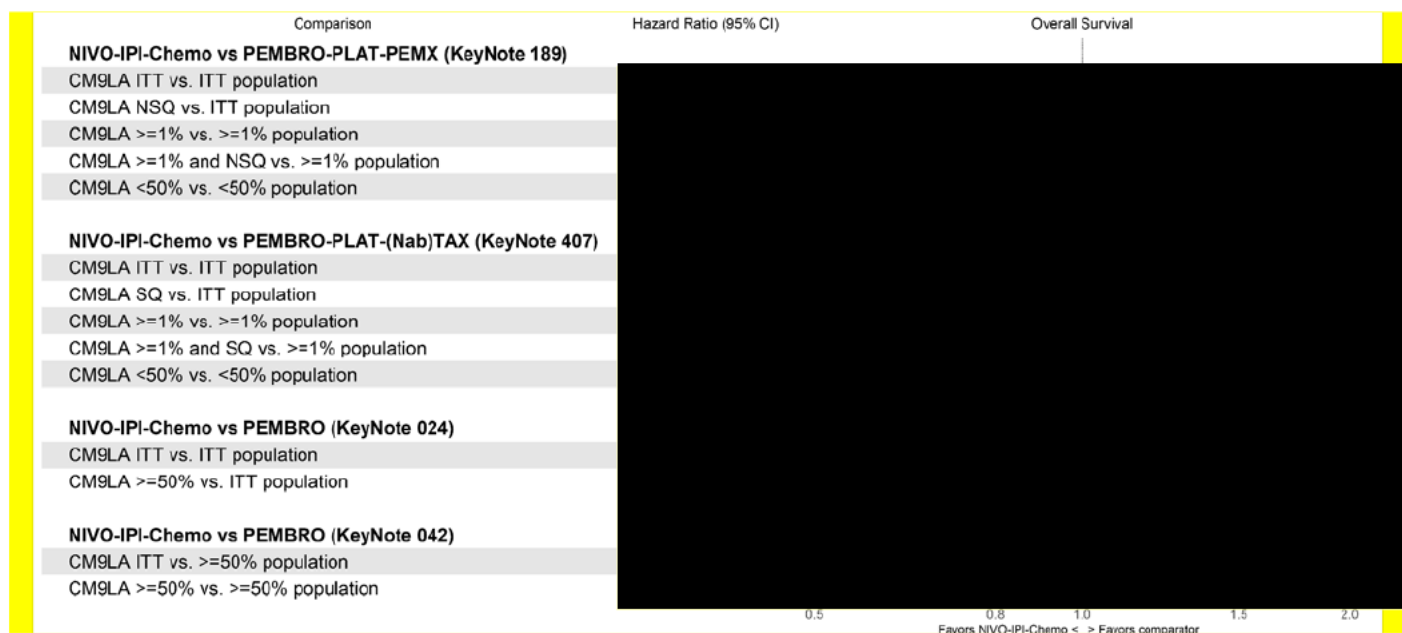 Comparison Hazard Ratio (95% CI) Overall Survival
NIVO-IPI-Chemo vs PEMBRO-PLAT-PEMX (KeyNote 189)
CM9LA ITT vs. ITT population
CM9LA NSQ vs. ITT population
CM9LA >=1% vs. >=1% population
CM9LA >=1% and NSQ vs. >=1% population
CM9LA <50% vs. <50% population
NIVO-IPI-Chemo vs PEMBRO-PLAT-(Nab)TAX (KeyNote 407)
CM9LA ITT vs. ITT population
CM9LA SQ vs. ITT population
CM9LA >=1% vs. >=1% population
CM9LA >=1% and SQ vs. >=1% population
CM9LA <50% vs. <50% population
NIVO-IPI-Chemo vs PEMBRO (KeyNote 024)
CM9LA ITT vs. ITT population
CM9LA >=50% vs. ITT population
NIVO-IPI-Chemo vs PEMBRO (KeyNote 042)
CM9LA ITT vs. >=50% population
CM9LA >=50% vs. >=50% population
0.5 0.8 1.0 1.5 2.0
Favors NIVO-IPI-Chemo < > Favors comparator